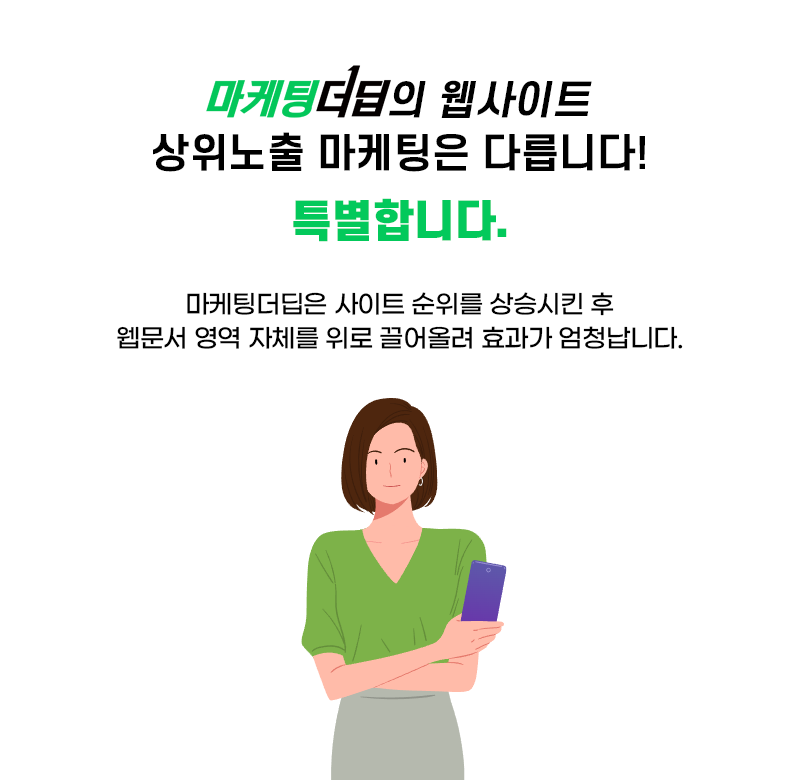 마케팅더딥의 웹사이트
상위노출 마케팅은 다릅니다!
특별합니다.
마케팅더딥은 사이트 순위를 상승시킨 후
웹문서 영역 자체를 위로 끌어올려 효과가 엄청납니다.